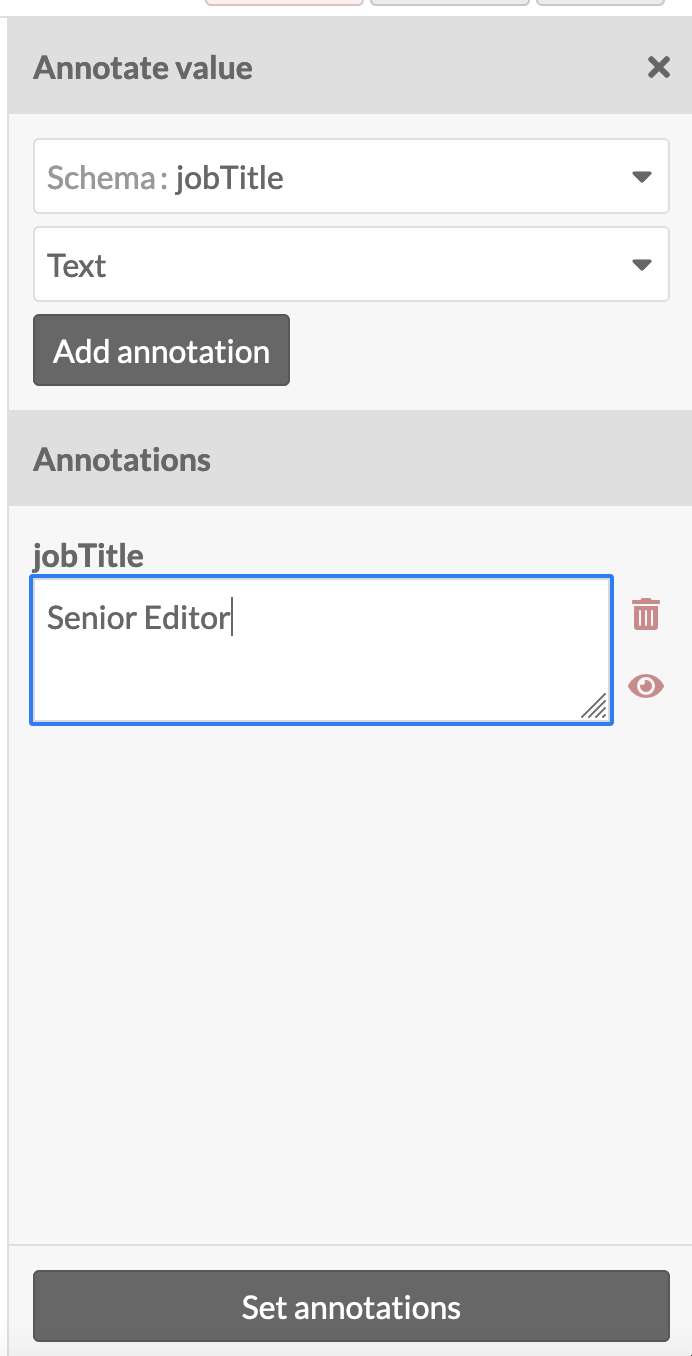 Annotate value
Schema: jobTitle
Text
Add annotation
Annotations
jobTitle
Senior Editor
Set annotations